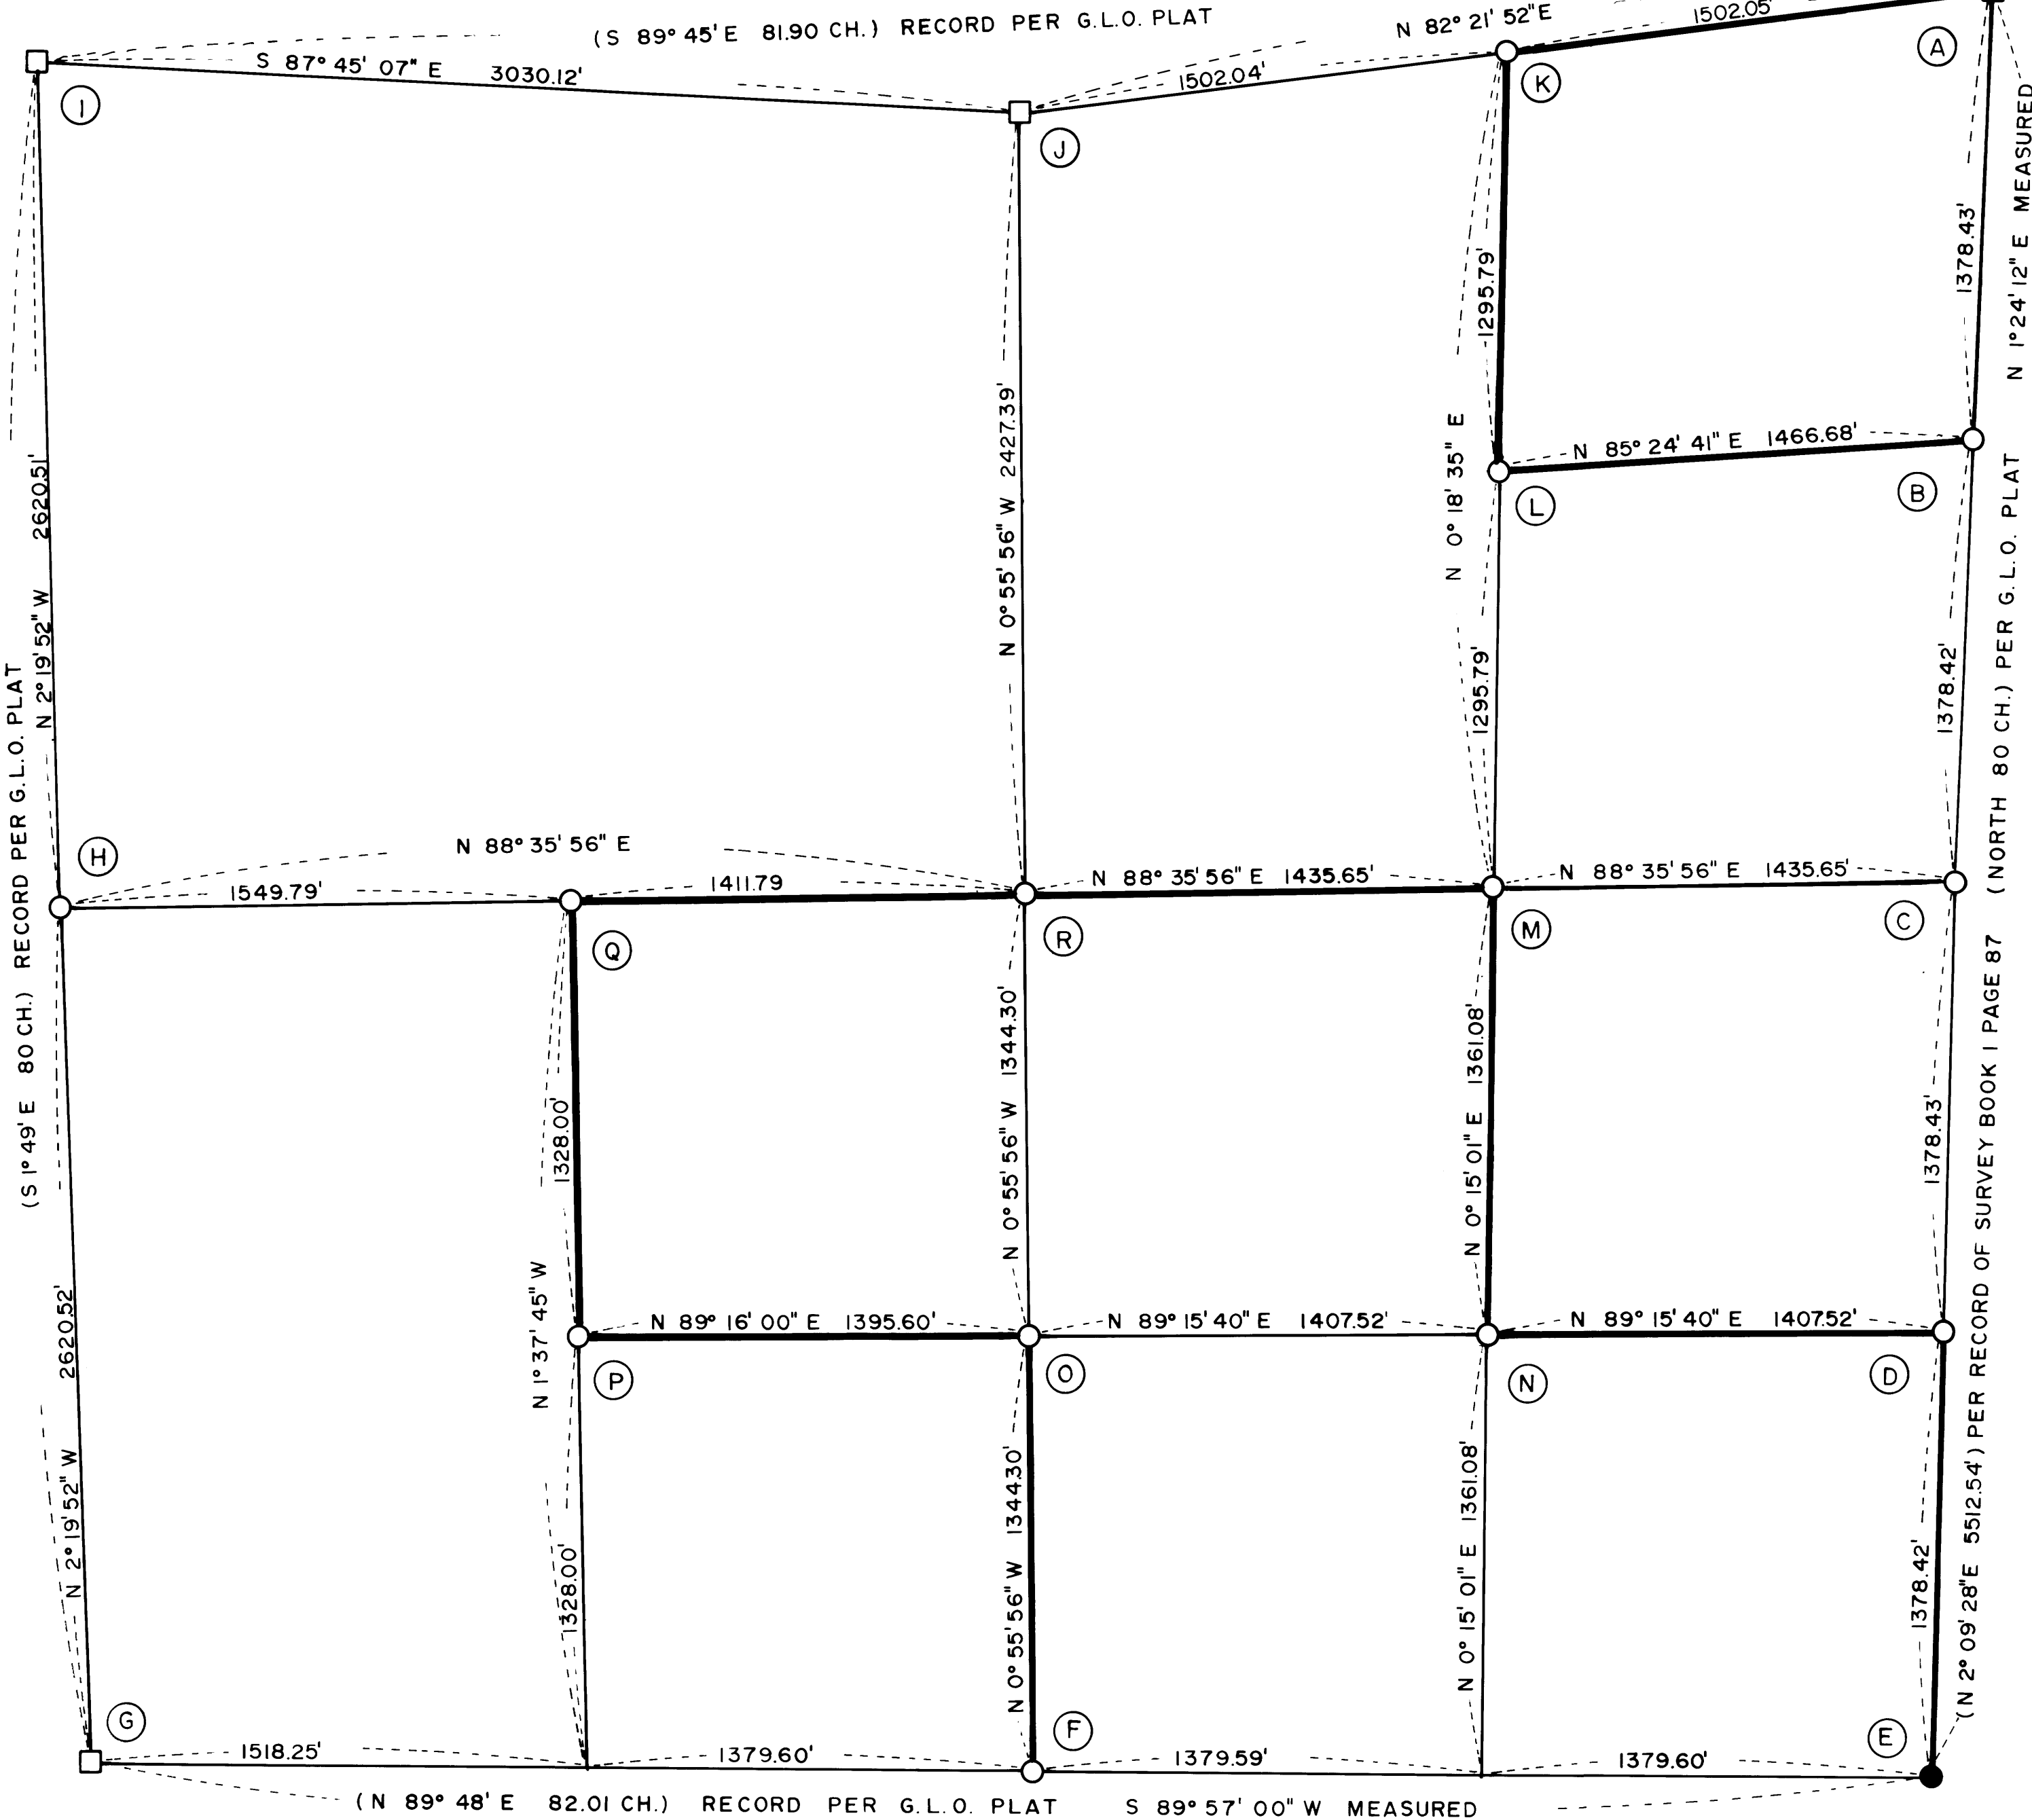 (S 89° 45' E 81.90 CH.) RECORD PER G.L.O. PLAT
N 82° 21' 52" E
1502.05'
A
S 87° 45' 07" E 3030.12'
1502.04'
I
J
K
N 1° 24' 12" E MEASURED
1378.43'
1295.79'
N 0° 18' 35" E
N 0° 55' 56" W 2427.39'
N 85° 24' 41" E 1466.68'
L
B
N 2° 19' 52" W 2620.51'
1295.79'
1378.42'
(NORTH 80 CH.) PER G.L.O. PLAT
(S 1° 49' E 80 CH.) RECORD PER G.L.O. PLAT
H
N 88° 35' 56" E
1549.79'
1411.79
N 88° 35' 56" E 1435.65'
N 88° 35' 56" E 1435.65'
Q
R
M
C
1328.00'
N 0° 55' 56" W 1344.30'
N 0° 15' 01" E 1361.08'
1378.43'
(N 2° 09' 28" E 5512.54') PER RECORD OF SURVEY BOOK 1 PAGE 87
N 1° 37' 45" W
N 89° 16' 00" E 1395.60'
N 89° 15' 40" E 1407.52'
N 89° 15' 40" E 1407.52'
P
O
N
D
N 2° 19' 52" W 2620.52'
1328.00'
N 0° 55' 56" W 1344.30'
N 0° 15' 01" E 1361.08'
1378.42'
G
F
E
1518.25'
1379.60'
1379.59'
1379.60'
(N 89° 48' E 82.01 CH.) RECORD PER G.L.O. PLAT S 89° 57' 00" W MEASURED